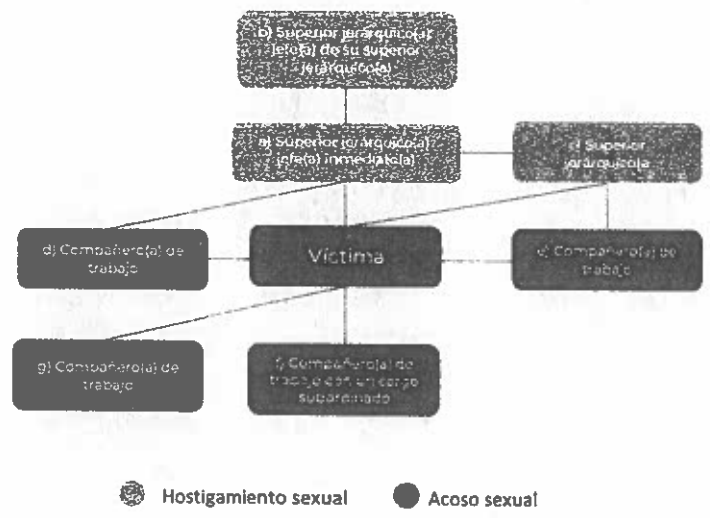 b) Superior jerárquico(a)
jefe(a) de su superior
jerárquico(a)
a) Superior jerárquico(a)
jefe(a) inmediato(a)
c) Superior
jerárquico/a
d) Compañero(a) de
trabajo
Víctima
e) Compañero(a) de
trabajo
g) Compañero(a) de
trabajo
f) Compañero(a) de
trabajo con un cargo
subordinado
Hostigamiento sexual
Acoso sexual